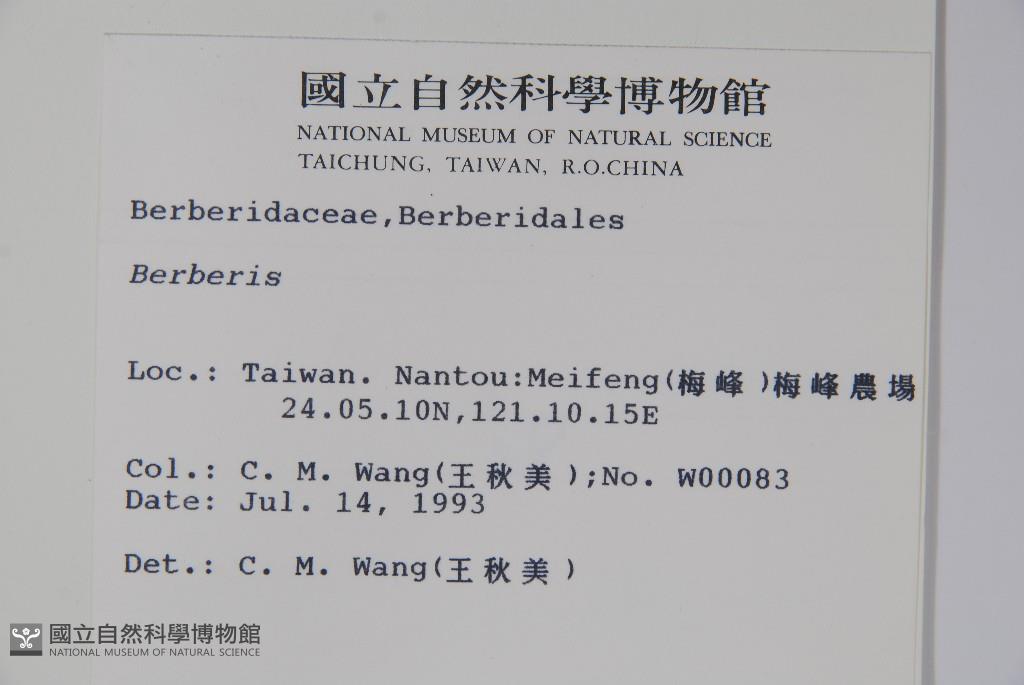 國立自然科學博物館
NATIONAL MUSEUM OF NATURAL SCIENCE
TAICHUNG, TAIWAN, R.O.CHINA
Berberidaceae,Berberidales
Berberis
Loc.: Taiwan. Nantou:Meifeng(梅峰)梅峰農場
24.05.10N,121.10.15E
Col.: C. M. Wang(王秋美);No. W00083
Date: Jul. 14, 1993
Det.: C. M. Wang(王秋美)
國立自然科學博物館
NATIONAL MUSEUM OF NATURAL SCIENCE